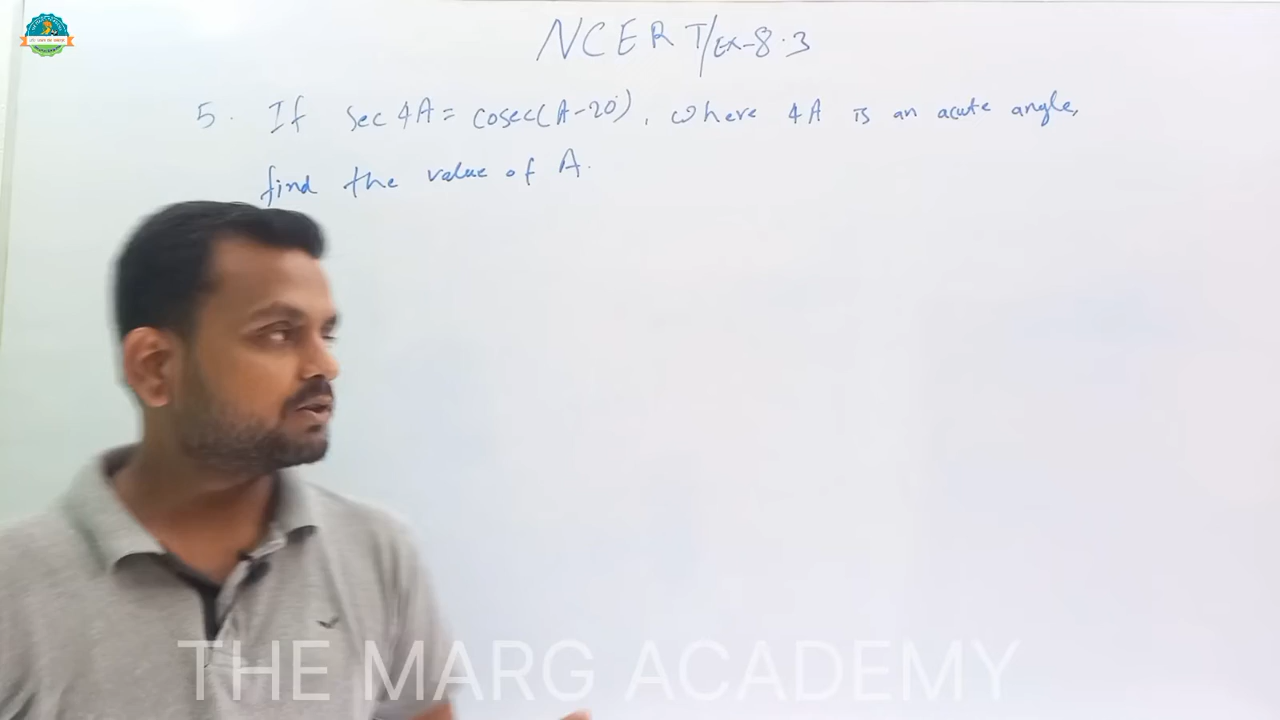 NCERT/Ex-8.3
5. If sec 4A = cosec(A-20°), where 4A is an acute angle,
find the value of A.
THE MARG ACADEMY